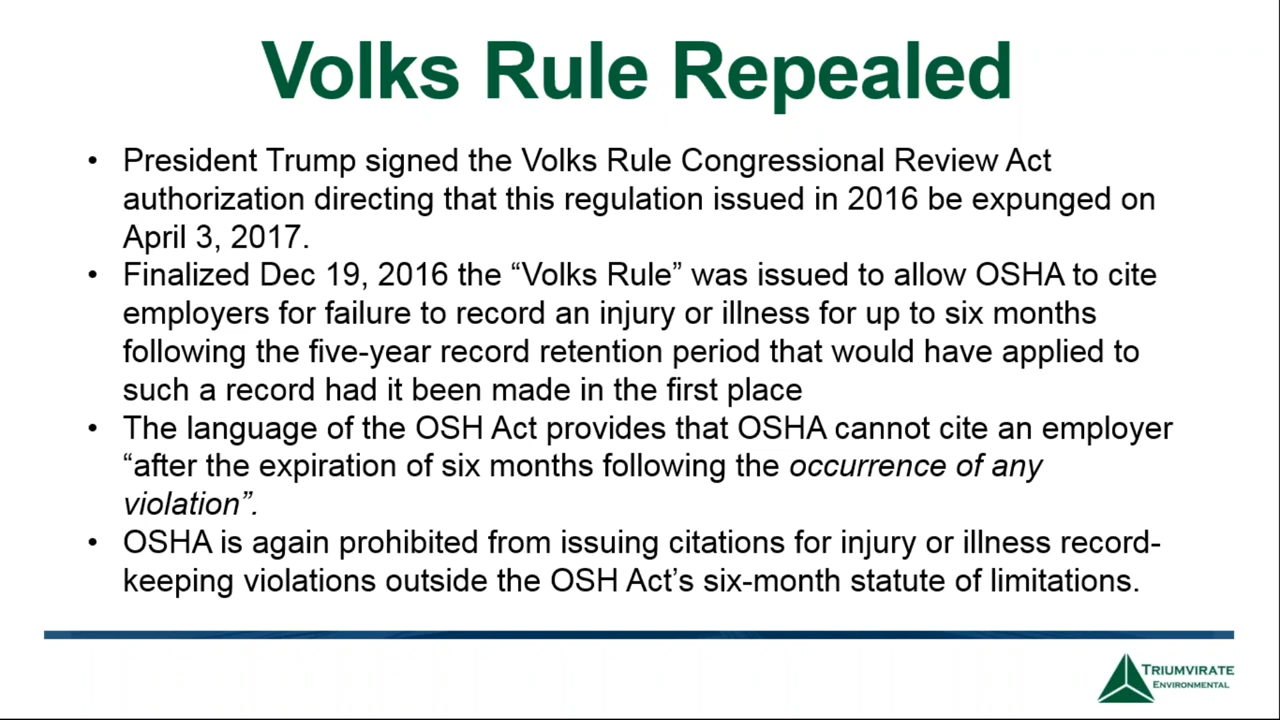 Volks Rule Repealed
• President Trump signed the Volks Rule Congressional Review Act
authorization directing that this regulation issued in 2016 be expunged on
April 3, 2017.
• Finalized Dec 19, 2016 the “Volks Rule” was issued to allow OSHA to cite
employers for failure to record an injury or illness for up to six months
following the five-year record retention period that would have applied to
such a record had it been made in the first place
• The language of the OSH Act provides that OSHA cannot cite an employer
“after the expiration of six months following the occurrence of any
violation”.
• OSHA is again prohibited from issuing citations for injury or illness record-
keeping violations outside the OSH Act’s six-month statute of limitations.
TRIUMVIRATE
ENVIRONMENTAL